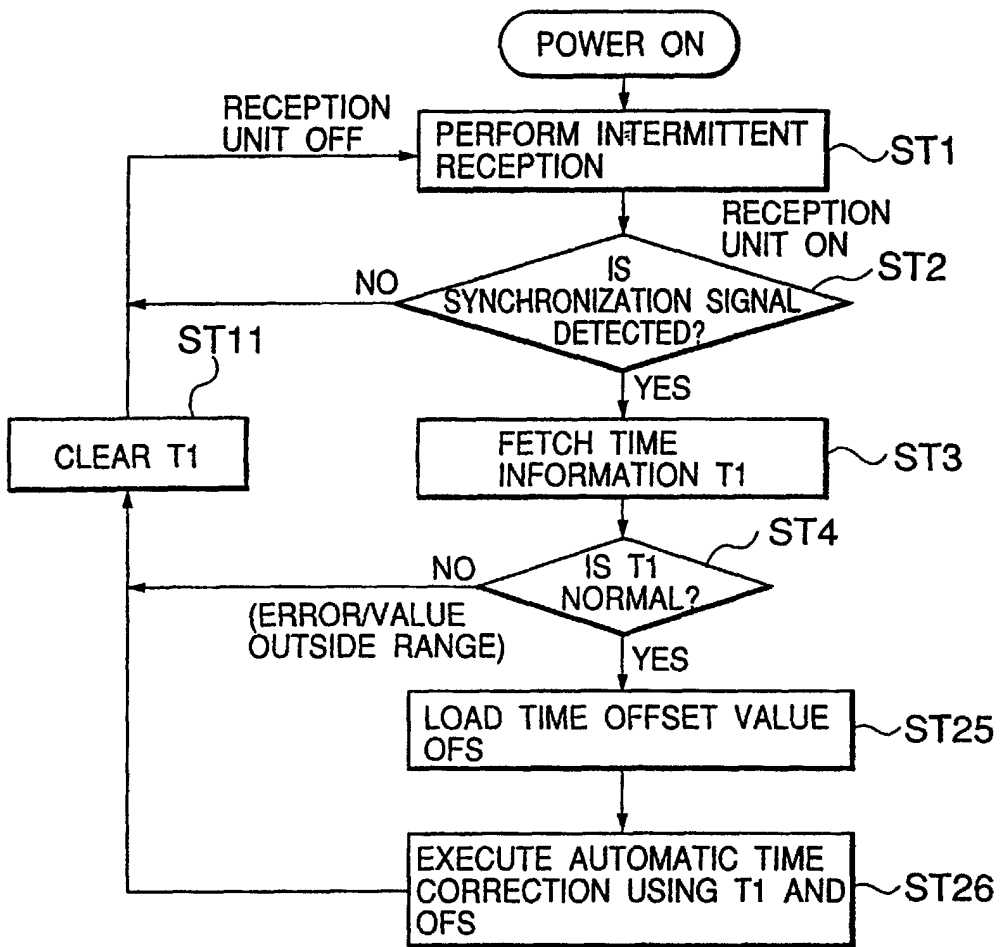 POWER ON
RECEPTION
UNIT OFF
PERFORM INTERMITTENT
RECEPTION
ST1
RECEPTION
UNIT ON
IS
SYNCHRONIZATION SIGNAL
DETECTED?
ST2
NO
YES
ST11
CLEAR T1
FETCH TIME
INFORMATION T1
ST3
IS T1
NORMAL?
ST4
NO
(ERROR/VALUE
OUTSIDE RANGE)
YES
LOAD TIME OFFSET VALUE
OFS
ST25
EXECUTE AUTOMATIC TIME
CORRECTION USING T1 AND
OFS
ST26